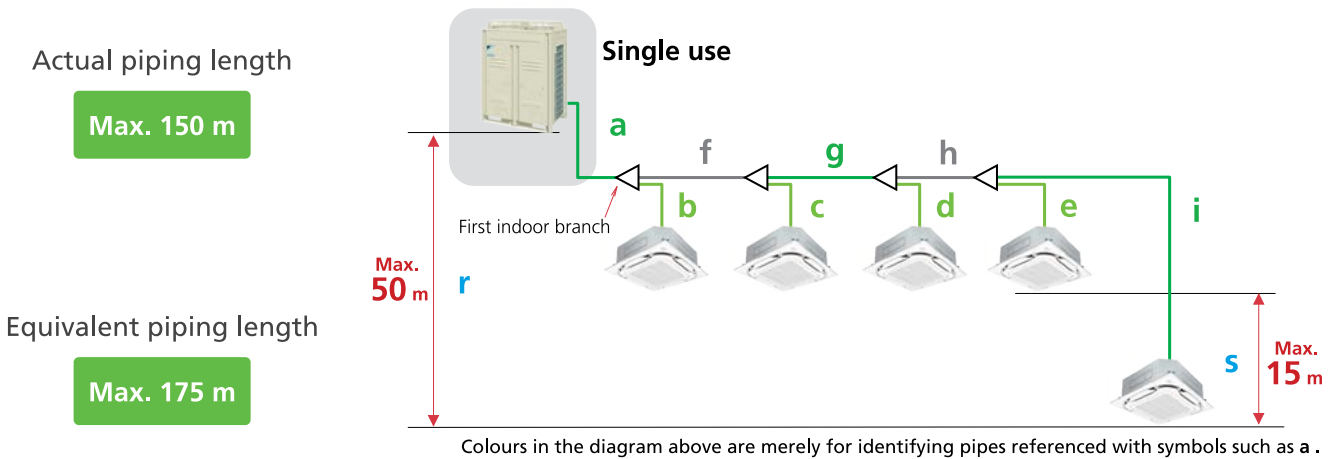 Actual piping length
Max. 150 m
Equivalent piping length
Max. 175 m
Single use
a
f
g
h
b
c
d
e
i
First indoor branch
Max.
50 m
r
s
Max.
15 m
Colours in the diagram above are merely for identifying pipes referenced with symbols such as a .